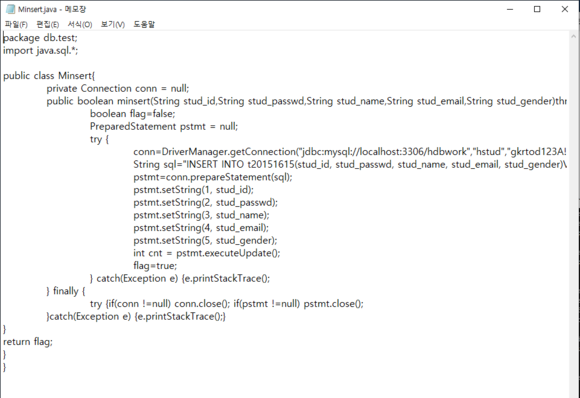 Minsert.java - 메모장
파일(F) 편집(E) 서식(O) 보기(V) 도움말
package db.test;
import java.sql.*;
public class Minsert{
private Connection conn = null;
public boolean minsert(String stud_id,String stud_passwd,String stud_name,String stud_email,String stud_gender)thr
boolean flag=false;
PreparedStatement pstmt = null;
try {
conn=DriverManager.getConnection("jdbc:mysql://localhost:3306/hdbwork","hstud","gkrtod123A!
String sql="INSERT INTO t20151615(stud_id, stud_passwd, stud_name, stud_email, stud_gender)V
pstmt=conn.prepareStatement(sql);
pstmt.setString(1, stud_id);
pstmt.setString(2, stud_passwd);
pstmt.setString(3, stud_name);
pstmt.setString(4, stud_email);
pstmt.setString(5, stud_gender);
int cnt = pstmt.executeUpdate();
flag=true;
} catch(Exception e) {e.printStackTrace();
} finally {
try {if(conn !=null) conn.close(); if(pstmt !=null) pstmt.close();
}catch(Exception e) {e.printStackTrace();}
}
return flag;
}
}